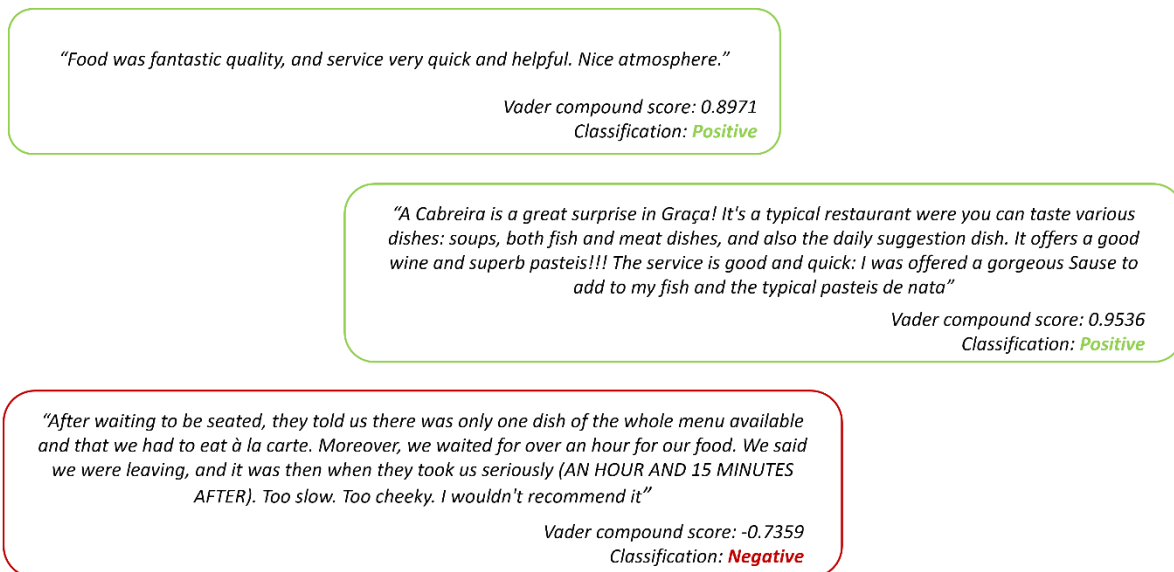 “Food was fantastic quality, and service very quick and helpful. Nice atmosphere.”
Vader compound score: 0.8971
Classification: Positive
“A Cabreira is a great surprise in Graça! It's a typical restaurant were you can taste various
dishes: soups, both fish and meat dishes, and also the daily suggestion dish. It offers a good
wine and superb pasteis!!! The service is good and quick: I was offered a gorgeous Sause to
add to my fish and the typical pasteis de nata”
Vader compound score: 0.9536
Classification: Positive
“After waiting to be seated, they told us there was only one dish of the whole menu available
and that we had to eat à la carte. Moreover, we waited for over an hour for our food. We said
we were leaving, and it was then when they took us seriously (AN HOUR AND 15 MINUTES
AFTER). Too slow. Too cheeky. I wouldn't recommend it”
Vader compound score: -0.7359
Classification: Negative